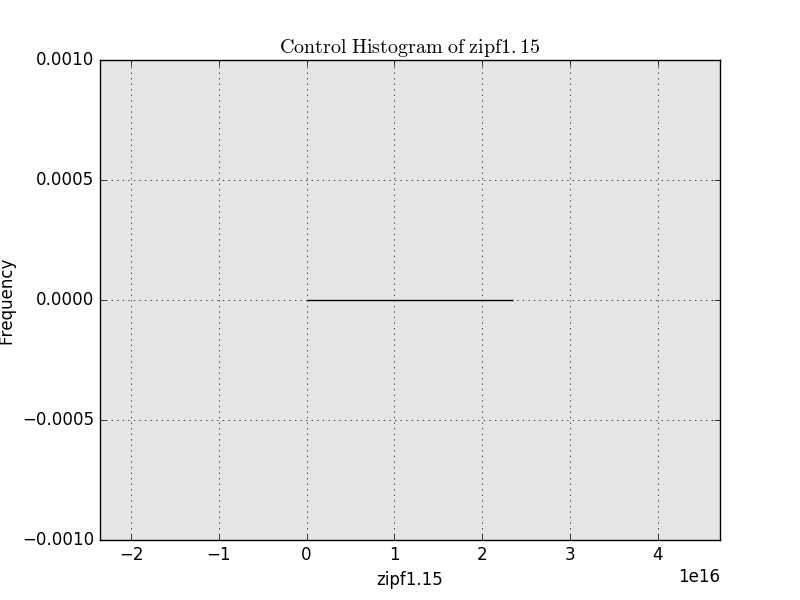 Control Histogram of zipf1.15
0.0010
0.0005
0.0000
−0.0005
−0.0010
Frequency
−2 −1 0 1 2 3 4
1e16
zipf1.15